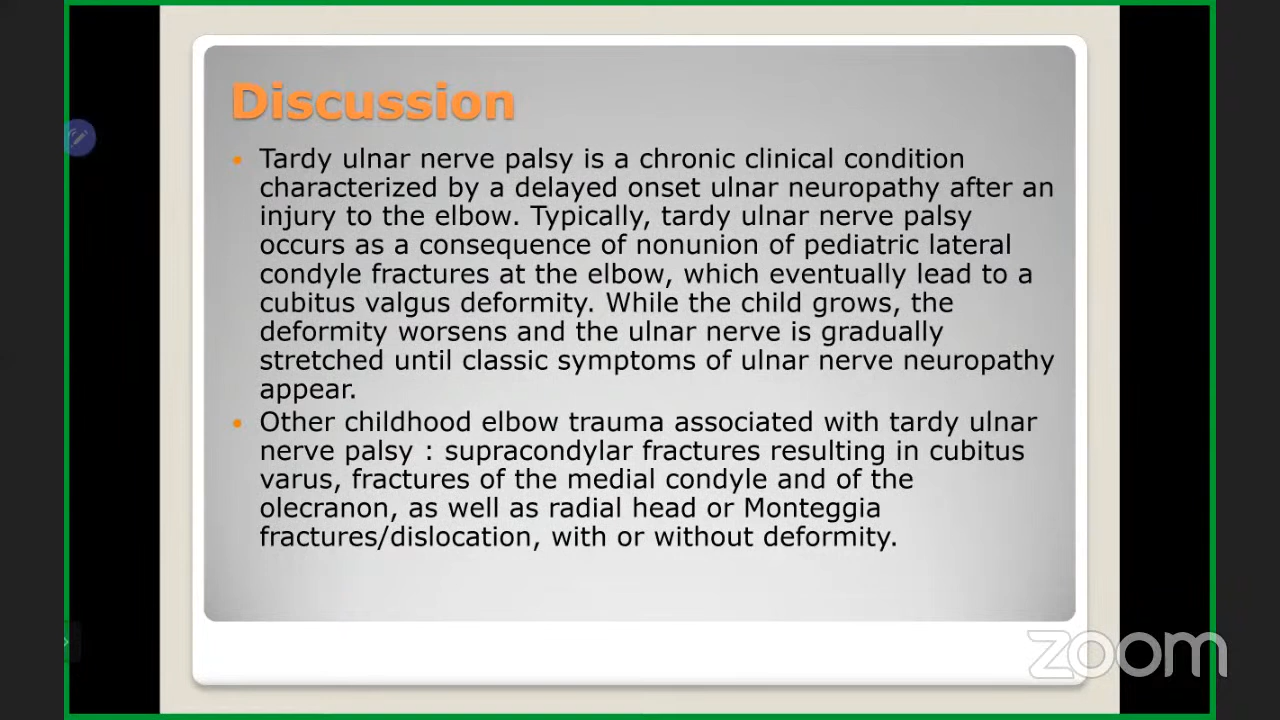 Discussion
• Tardy ulnar nerve palsy is a chronic clinical condition
characterized by a delayed onset ulnar neuropathy after an
injury to the elbow. Typically, tardy ulnar nerve palsy
occurs as a consequence of nonunion of pediatric lateral
condyle fractures at the elbow, which eventually lead to a
cubitus valgus deformity. While the child grows, the
deformity worsens and the ulnar nerve is gradually
stretched until classic symptoms of ulnar nerve neuropathy
appear.
• Other childhood elbow trauma associated with tardy ulnar
nerve palsy : supracondylar fractures resulting in cubitus
varus, fractures of the medial condyle and of the
olecranon, as well as radial head or Monteggia
fractures/dislocation, with or without deformity.
zoom